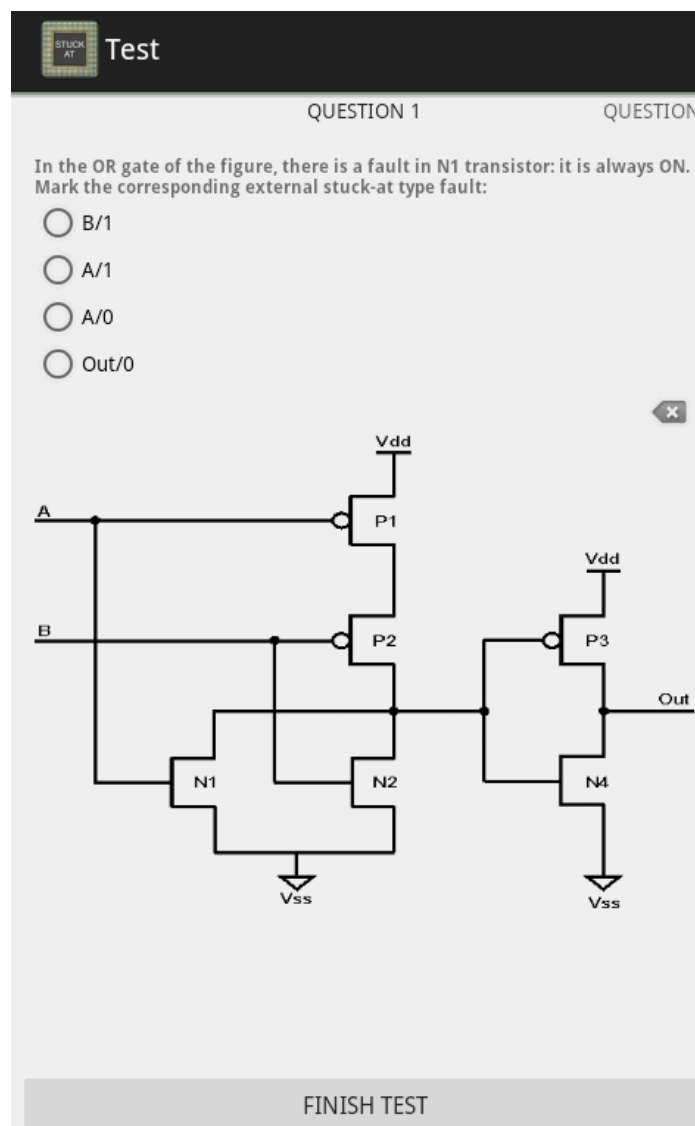 STUCK
AT
Test
QUESTION 1
QUESTION
In the OR gate of the figure, there is a fault in N1 transistor: it is always ON.
Mark the corresponding external stuck-at type fault:
B/1
A/1
A/0
Out/0
Vdd
A
P1
Vdd
B
P2
P3
Out
N1
N2
N4
Vss
Vss
FINISH TEST